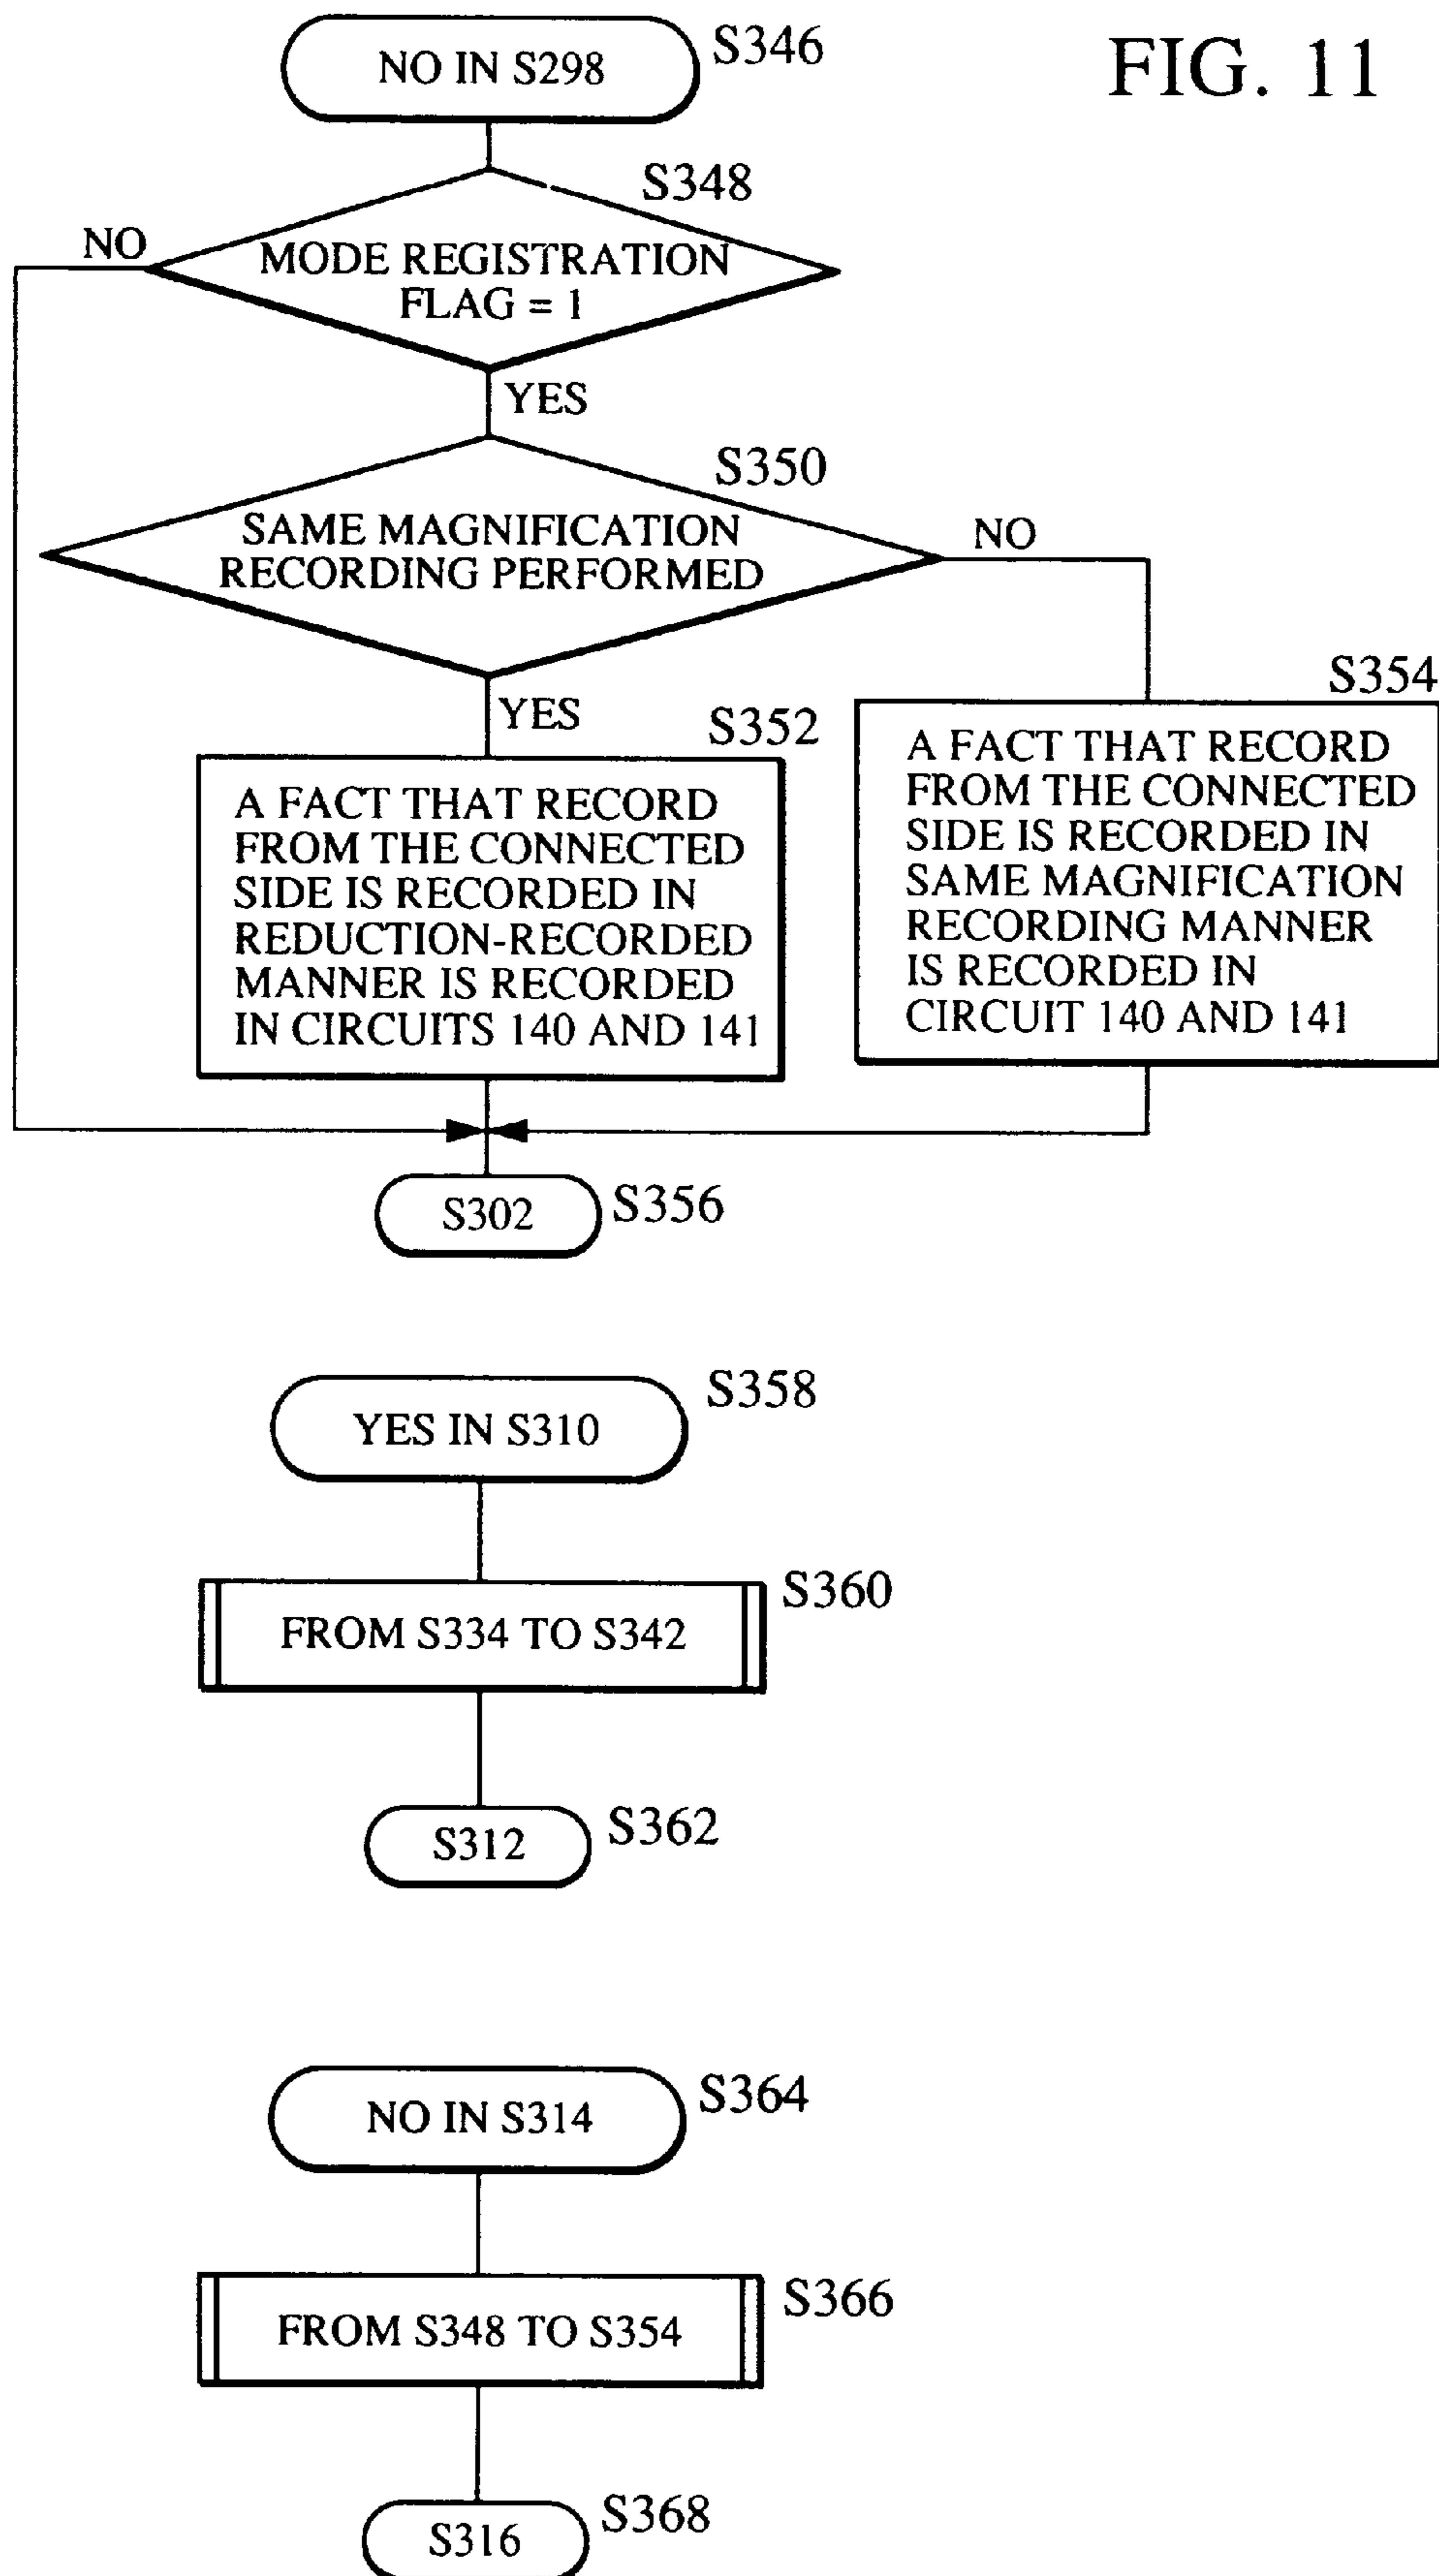 FIG. 11
NO IN S298
S346
S348
NO
MODE REGISTRATION
FLAG = 1
YES
S350
SAME MAGNIFICATION
RECORDING PERFORMED
NO
YES
S352
A FACT THAT RECORD
FROM THE CONNECTED
SIDE IS RECORDED IN
REDUCTION-RECORDED
MANNER IS RECORDED
IN CIRCUITS 140 AND 141
S354
A FACT THAT RECORD
FROM THE CONNECTED
SIDE IS RECORDED IN
SAME MAGNIFICATION
RECORDING MANNER
IS RECORDED IN
CIRCUIT 140 AND 141
S302
S356
YES IN S310
S358
FROM S334 TO S342
S360
S312
S362
NO IN S314
S364
FROM S348 TO S354
S366
S316
S368